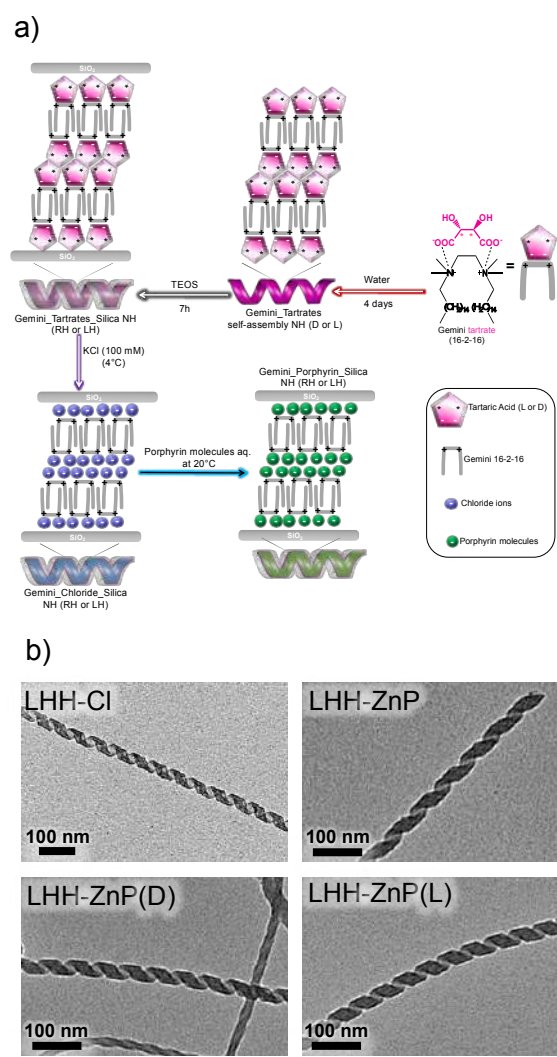 a)
SiO2
SiO2
Gemini_Tartrates_Silica NH
(RH or LH)
TEOS
7h
Gemini_Tartrates
self-assembly NH (D or L)
Water
4 days
HO
OH
-OOC
COO-
N
N
Gemini tartrate
(16-2-16)
=
KCl (100 mM)
(4°C)
SiO2
SiO2
Gemini_Chloride_Silica
NH (RH or LH)
Porphyrin molecules aq.
at 20°C
Gemini_Porphyrin_Silica
NH (RH or LH)
SiO2
SiO2
Tartaric Acid (L or D)
Gemini 16-2-16
Chloride ions
Porphyrin molecules
b)
LHH-Cl
100 nm
LHH-ZnP
100 nm
LHH-ZnP(D)
100 nm
LHH-ZnP(L)
100 nm